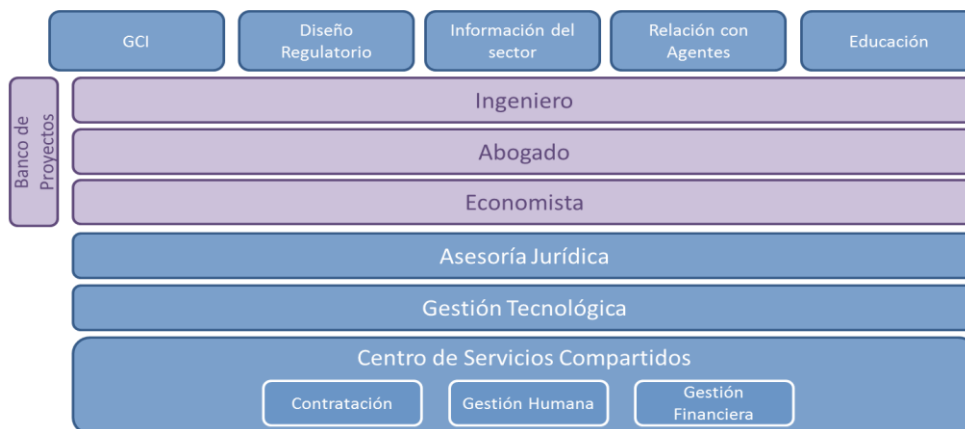 GCI
Diseño
Regulatorio
Información del
sector
Relación con
Agentes
Educación
Banco de
Proyectos
Ingeniero
Abogado
Economista
Asesoría Jurídica
Gestión Tecnológica
Centro de Servicios Compartidos
Contratación
Gestión Humana
Gestión
Financiera